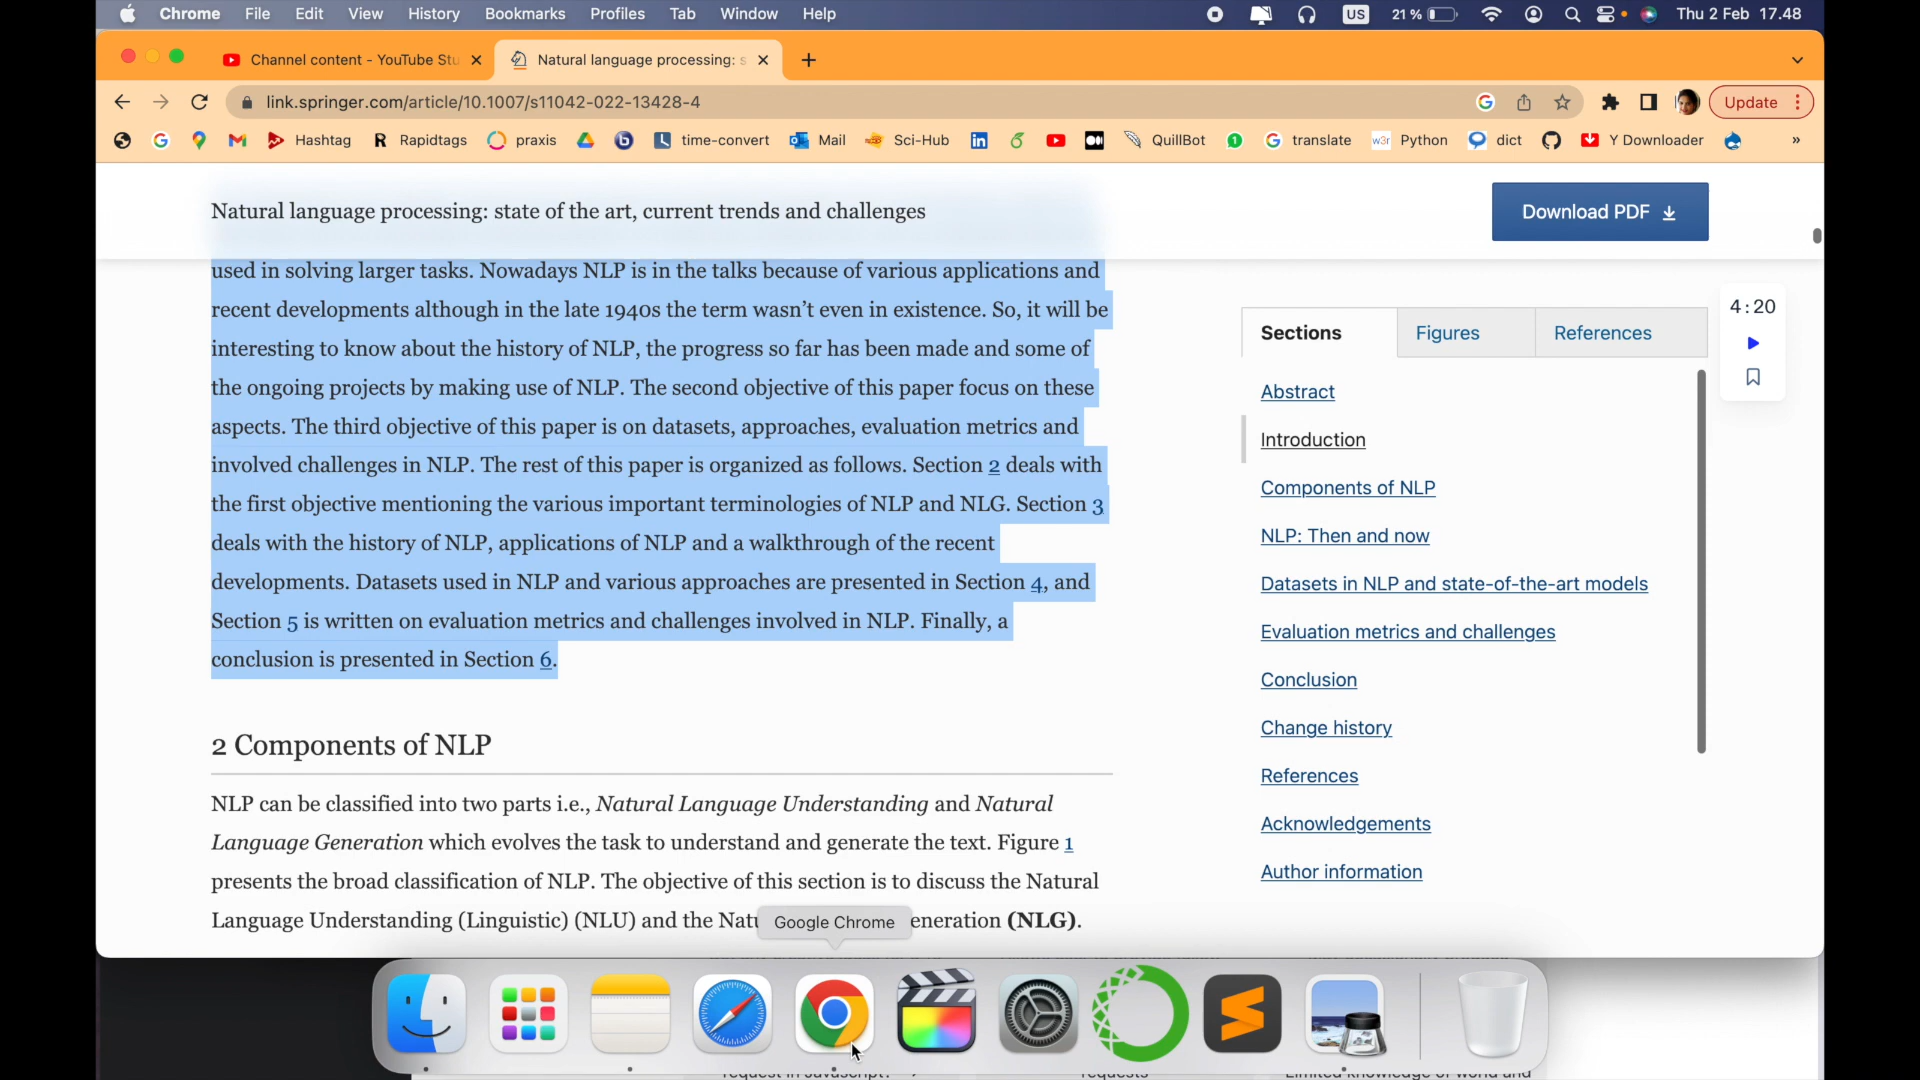 Chrome File Edit View History Bookmarks Profiles Tab Window Help US 21 % Thu 2 Feb 17.48
Channel content - YouTube Stu Natural language processing: s
link.springer.com/article/10.1007/s11042-022-13428-4 Update
Hashtag R Rapidtags praxis L time-convert Mail Sci-Hub QuillBot 1 translate w3r Python dict Y Downloader »
Natural language processing: state of the art, current trends and challenges
Download PDF
used in solving larger tasks. Nowadays NLP is in the talks because of various applications and
recent developments although in the late 1940s the term wasn’t even in existence. So, it will be
interesting to know about the history of NLP, the progress so far has been made and some of
the ongoing projects by making use of NLP. The second objective of this paper focus on these
aspects. The third objective of this paper is on datasets, approaches, evaluation metrics and
involved challenges in NLP. The rest of this paper is organized as follows. Section 2 deals with
the first objective mentioning the various important terminologies of NLP and NLG. Section 3
deals with the history of NLP, applications of NLP and a walkthrough of the recent
developments. Datasets used in NLP and various approaches are presented in Section 4, and
Section 5 is written on evaluation metrics and challenges involved in NLP. Finally, a
conclusion is presented in Section 6.
2 Components of NLP
NLP can be classified into two parts i.e., Natural Language Understanding and Natural
Language Generation which evolves the task to understand and generate the text. Figure 1
presents the broad classification of NLP. The objective of this section is to discuss the Natural
Language Understanding (Linguistic) (NLU) and the Natu eneration (NLG).
Google Chrome
Sections Figures References
Abstract
Introduction
Components of NLP
NLP: Then and now
Datasets in NLP and state-of-the-art models
Evaluation metrics and challenges
Conclusion
Change history
References
Acknowledgements
Author information
4:20